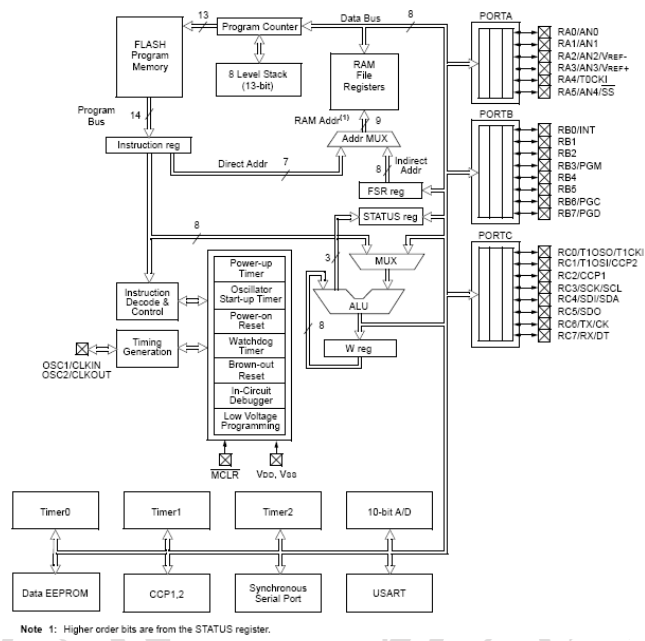 13
Program Counter
Data Bus
8
PORTA
FLASH
Program
Memory
8 Level Stack
(13-bit)
RAM
File
Registers
RA0/AN0
RA1/AN1
RA2/AN2/VREF-
RA3/AN3/VREF+
RA4/T0CKI
RA5/AN4/SS
Program
Bus
14
RAM Addr(1)
9
PORTB
Instruction reg
Addr MUX
Direct Addr
7
8
Indirect
Addr
RB0/INT
RB1
RB2
RB3/PGM
RB4
RB5
RB6/PGC
RB7/PGD
FSR reg
STATUS reg
8
PORTC
3
MUX
RC0/T1OSO/T1CKI
RC1/T1OSI/CCP2
RC2/CCP1
RC3/SCK/SCL
RC4/SDI/SDA
RC5/SDO
RC6/TX/CK
RC7/RX/DT
Instruction
Decode &
Control
Power-up
Timer
Oscillator
Start-up Timer
Power-on
Reset
Watchdog
Timer
Brown-out
Reset
In-Circuit
Debugger
Low Voltage
Programming
ALU
8
W reg
Timing
Generation
OSC1/CLKIN
OSC2/CLKOUT
MCLR
VDD, VSS
Timer0
Timer1
Timer2
10-bit A/D
Data EEPROM
CCP1,2
Synchronous
Serial Port
USART
Note 1: Higher order bits are from the STATUS register.